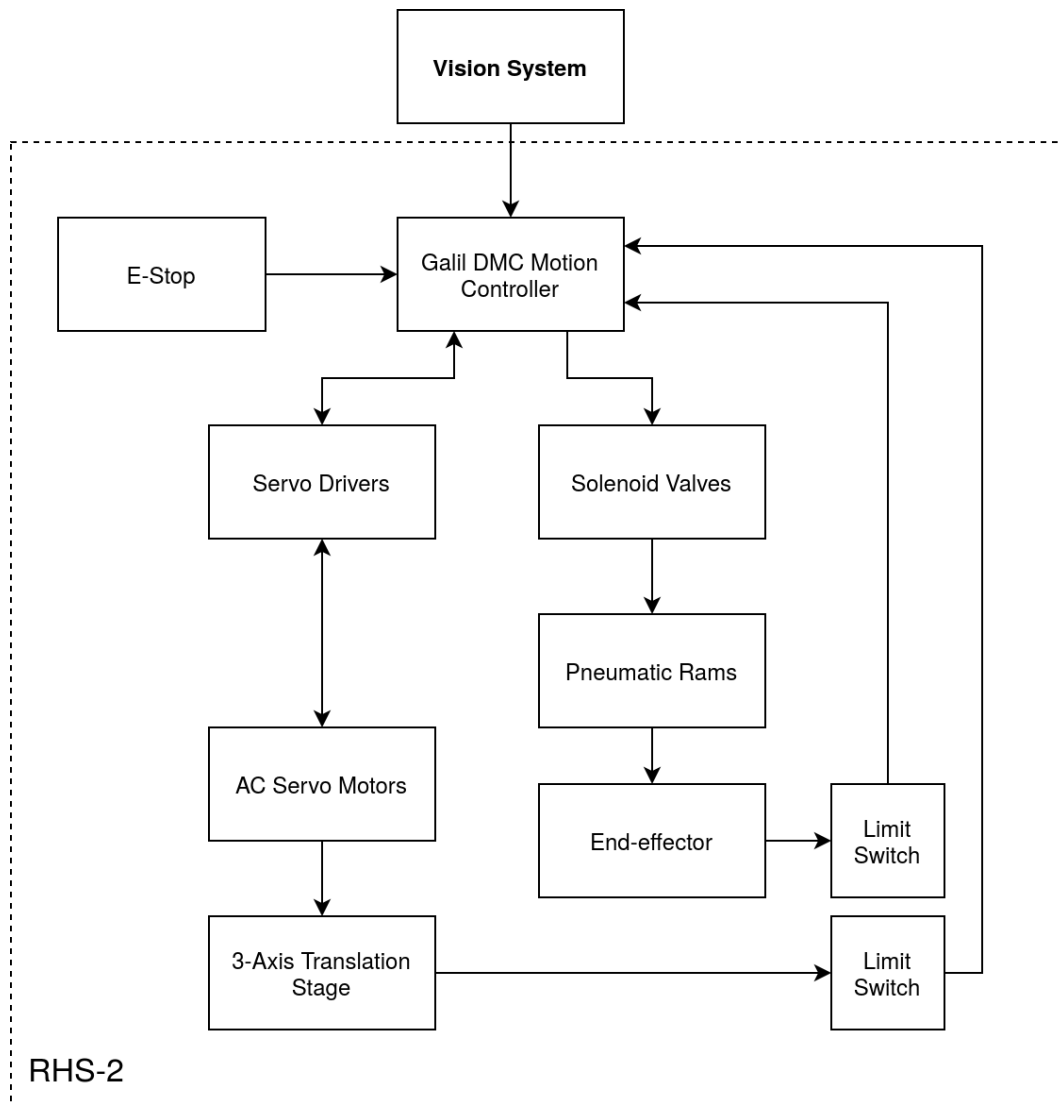 Vision System
E-Stop
Galil DMC Motion
Controller
Servo Drivers
Solenoid Valves
Pneumatic Rams
AC Servo Motors
End-effector
Limit
Switch
3-Axis Translation
Stage
Limit
Switch
RHS-2